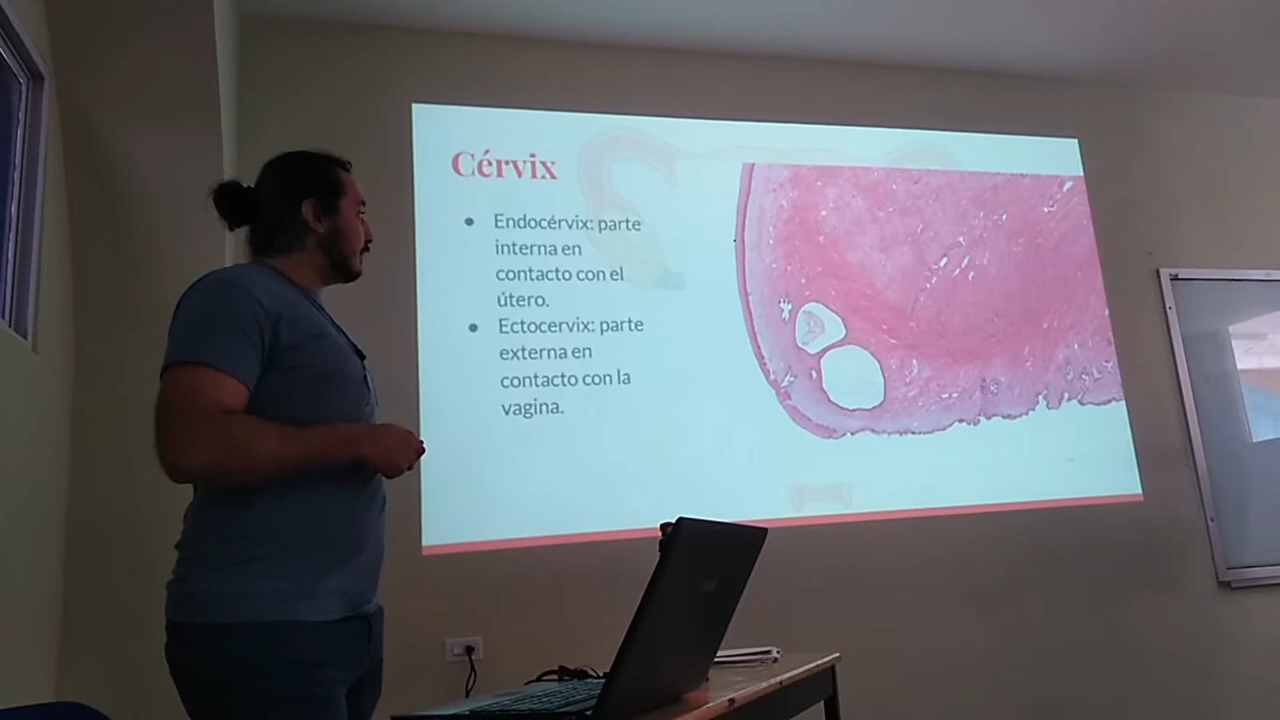 Cérvix
Endocérvix: parte
interna en
contacto con el
útero.
Ectocervix: parte
externa en
contacto con la
vagina.